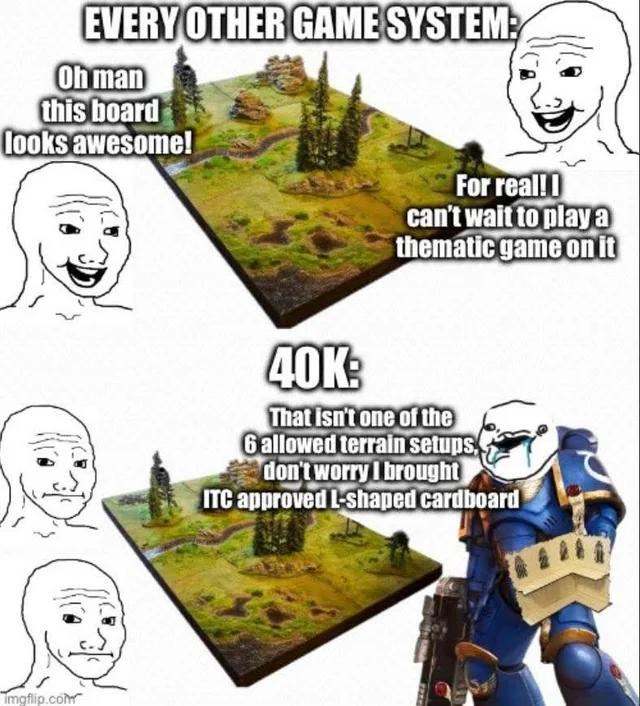 EVERY OTHER GAME SYSTEM:
Oh man
this board
looks awesome!
For real! I
can't wait to play a
thematic game on it
40K:
That isn't one of the
6 allowed terrain setups,
don't worry I brought
ITC approved L-shaped cardboard
imgflip.com